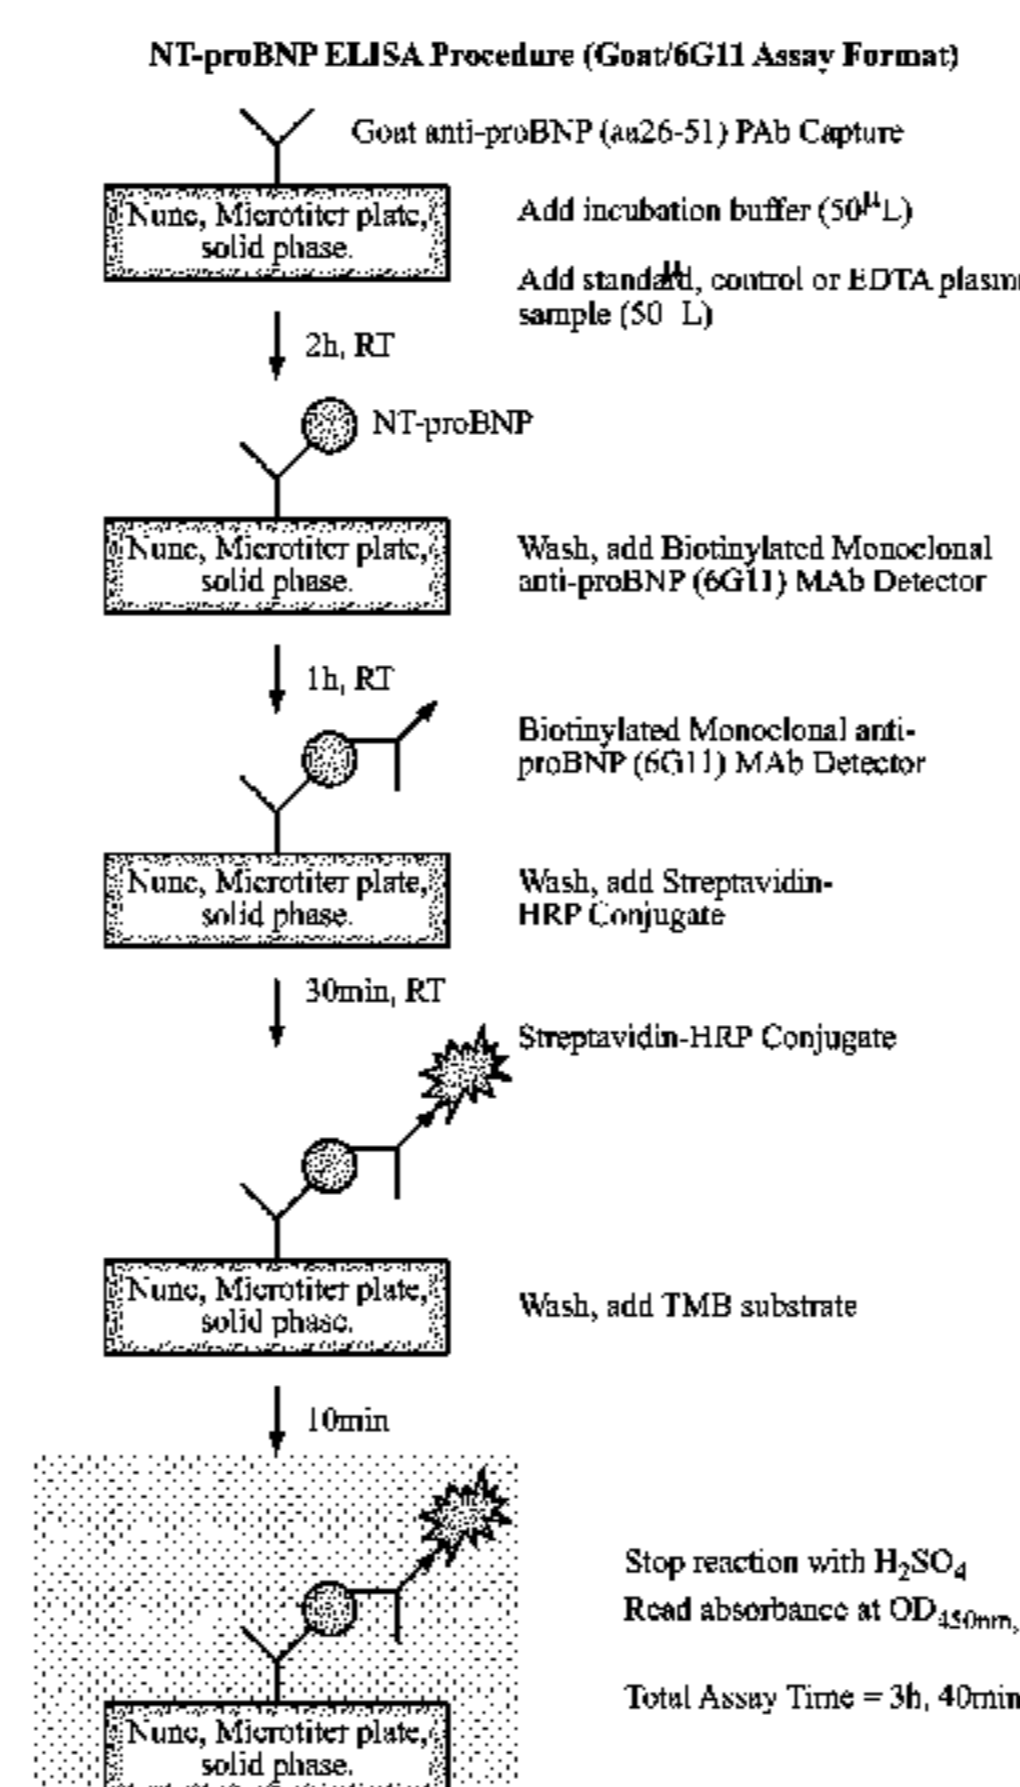 NT-proBNP ELISA Procedure (Goat/6G11 Assay Format)
Goat anti-proBNP (aa26-51) PAb Capture
Nunc, Microtiter plate,
solid phase.
Add incubation buffer (50µL)
Add standard, control or EDTA plasm
sample (50 L)
µ
2h, RT
NT-proBNP
Nunc, Microtiter plate,
solid phase.
Wash, add Biotinylated Monoclonal
anti-proBNP (6G11) MAb Detector
1h, RT
Biotinylated Monoclonal anti-
proBNP (6G11) MAb Detector
Nunc, Microtiter plate,
solid phase.
Wash, add Streptavidin-
HRP Conjugate
30min, RT
Streptavidin-HRP Conjugate
Nunc, Microtiter plate,
solid phase.
Wash, add TMB substrate
10min
Stop reaction with H₂SO₄
Read absorbance at OD450nm,
Total Assay Time = 3h, 40min
Nunc, Microtiter plate,
solid phase.